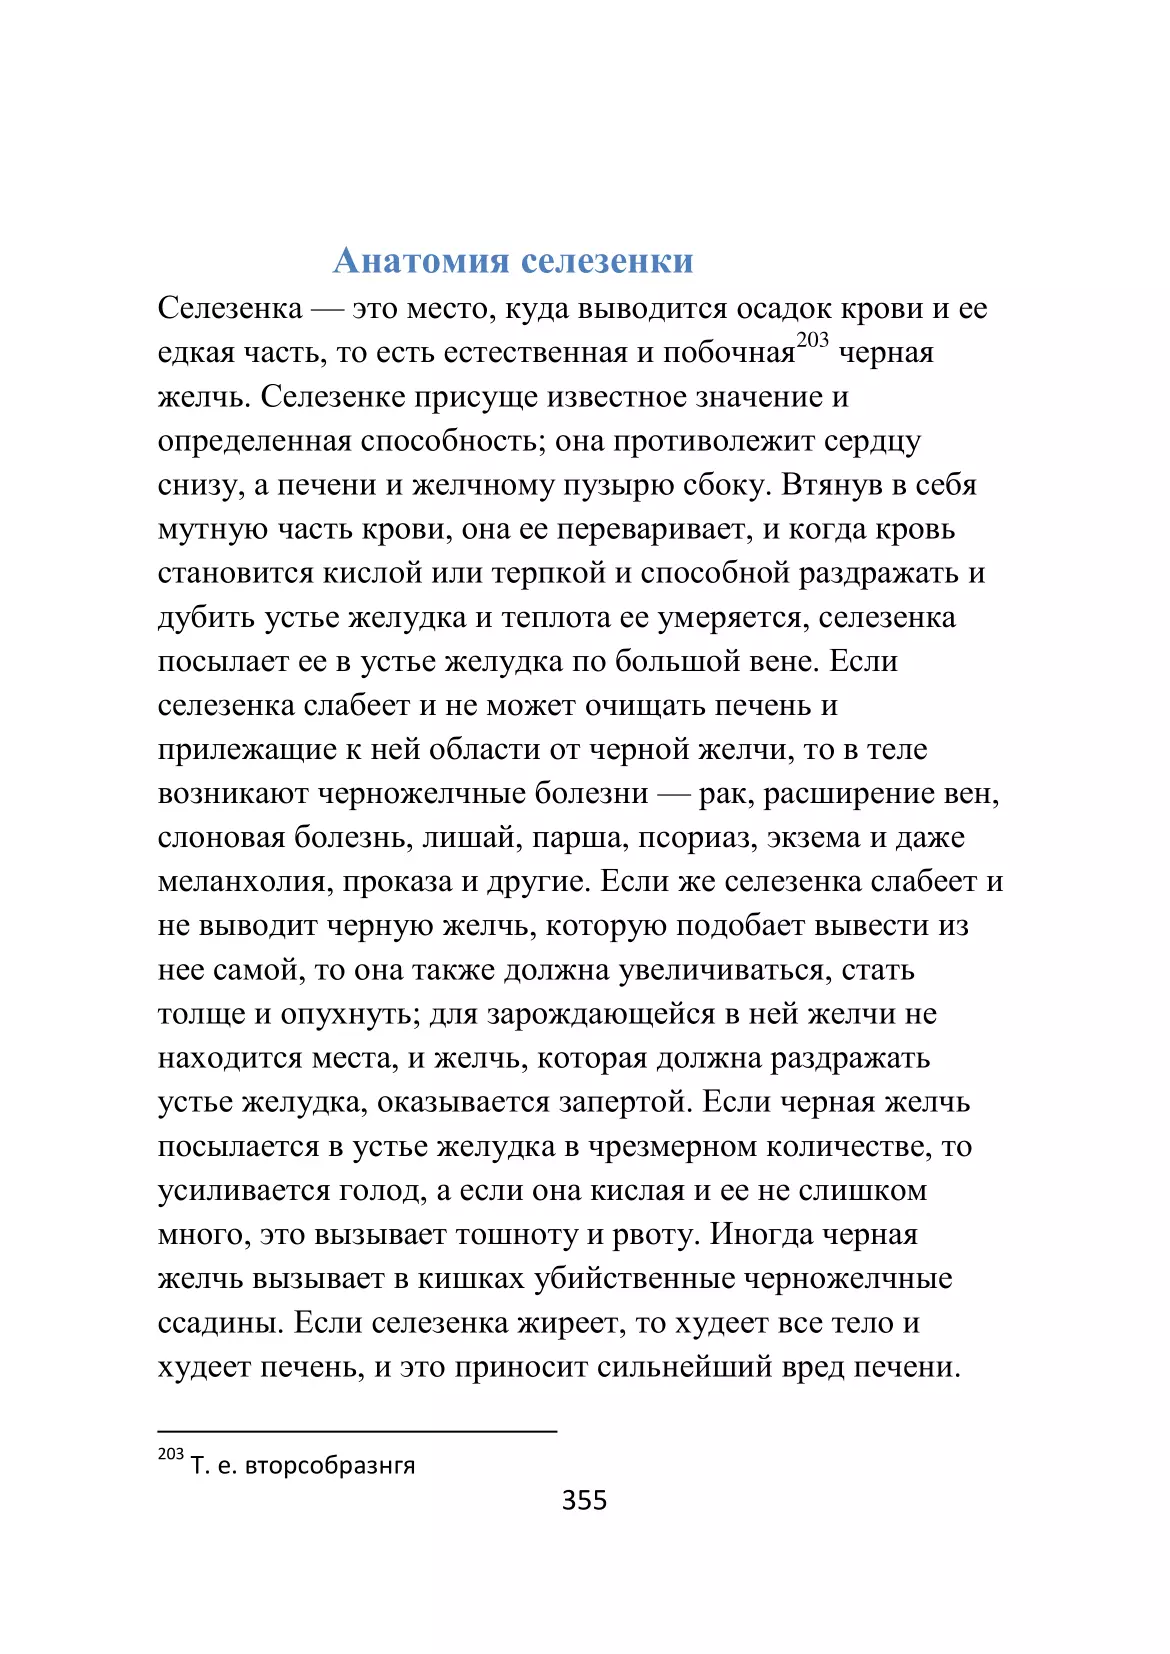 Анатомия селезенки
Селезенка — это место, куда выводится осадок крови и ее
едкая часть, то есть естественная и побочная203 черная
желчь. Селезенке присуще известное значение и
определенная способность; она противолежит сердцу
снизу, а печени и желчному пузырю сбоку. Втянув в себя
мутную часть крови, она ее переваривает, и когда кровь
становится кислой или терпкой и способной раздражать и
дубить устье желудка и теплота ее умеряется, селезенка
посылает ее в устье желудка по большой вене. Если
селезенка слабеет и не может очищать печень и
прилежащие к ней области от черной желчи, то в теле
возникают черножелчные болезни — рак, расширение вен,
слоновая болезнь, лишай, парша, псориаз, экзема и даже
меланхолия, проказа и другие. Если же селезенка слабеет и
не выводит черную желчь, которую подобает вывести из
нее самой, то она также должна увеличиваться, стать
толще и опухнуть; для зарождающейся в ней желчи не
находится места, и желчь, которая должна раздражать
устье желудка, оказывается запертой. Если черная желчь
посылается в устье желудка в чрезмерном количестве, то
усиливается голод, а если она кислая и ее не слишком
много, это вызывает тошноту и рвоту. Иногда черная
желчь вызывает в кишках убийственные черножелчные
ссадины. Если селезенка жиреет, то худеет все тело и
худеет печень, и это приносит сильнейший вред печени.
203 Т. е. вторсобразнгя
355